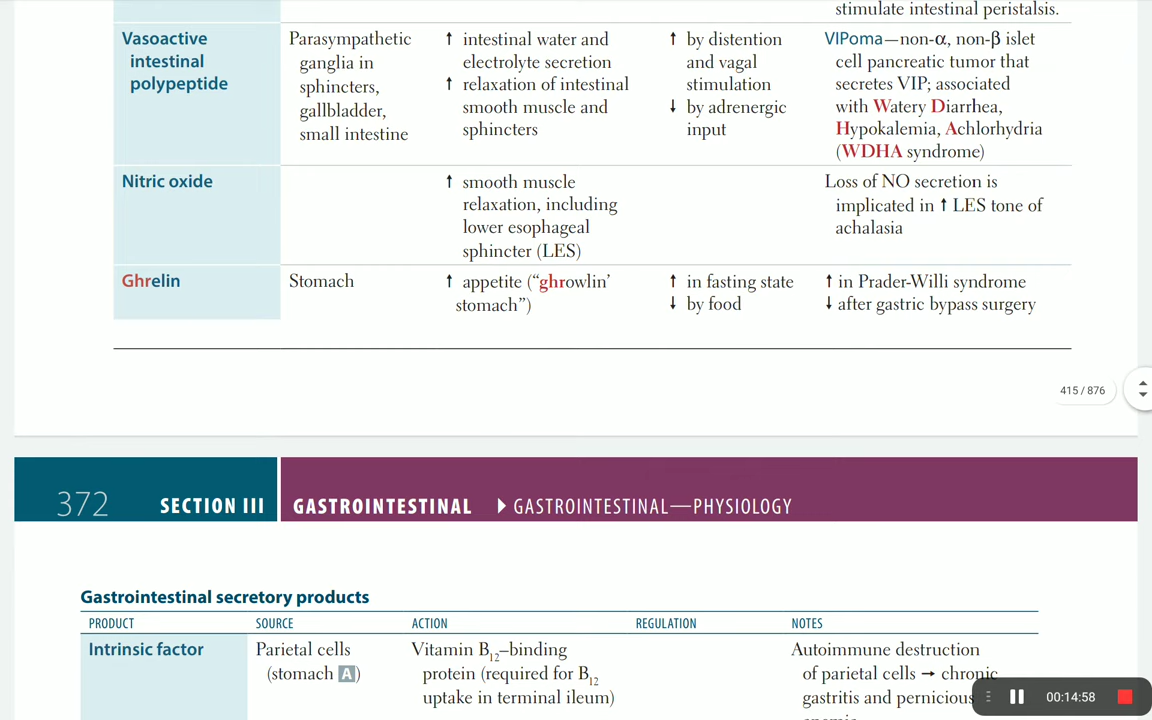 stimulate intestinal peristalsis.
Vasoactive
intestinal
polypeptide
Parasympathetic
ganglia in
sphincters,
gallbladder,
small intestine
↑ intestinal water and
electrolyte secretion
↑ relaxation of intestinal
smooth muscle and
sphincters
↑ by distention
and vagal
stimulation
↓ by adrenergic
input
VIPoma—non-α, non-β islet
cell pancreatic tumor that
secretes VIP; associated
with Watery Diarrhea,
Hypokalemia, Achlorhydria
(WDHA syndrome)
Nitric oxide
↑ smooth muscle
relaxation, including
lower esophageal
sphincter (LES)
Loss of NO secretion is
implicated in ↑ LES tone of
achalasia
Ghrelin
Stomach
↑ appetite (“ghrowlin’
stomach”)
↑ in fasting state
↓ by food
↑ in Prader-Willi syndrome
↓ after gastric bypass surgery
415 / 876
372 SECTION III GASTROINTESTINAL ▶ GASTROINTESTINAL—PHYSIOLOGY
Gastrointestinal secretory products
PRODUCT SOURCE ACTION REGULATION NOTES
Intrinsic factor
Parietal cells
(stomach A)
Vitamin B12–binding
protein (required for B12
uptake in terminal ileum)
Autoimmune destruction
of parietal cells → chronic
gastritis and pernicious
00:14:58